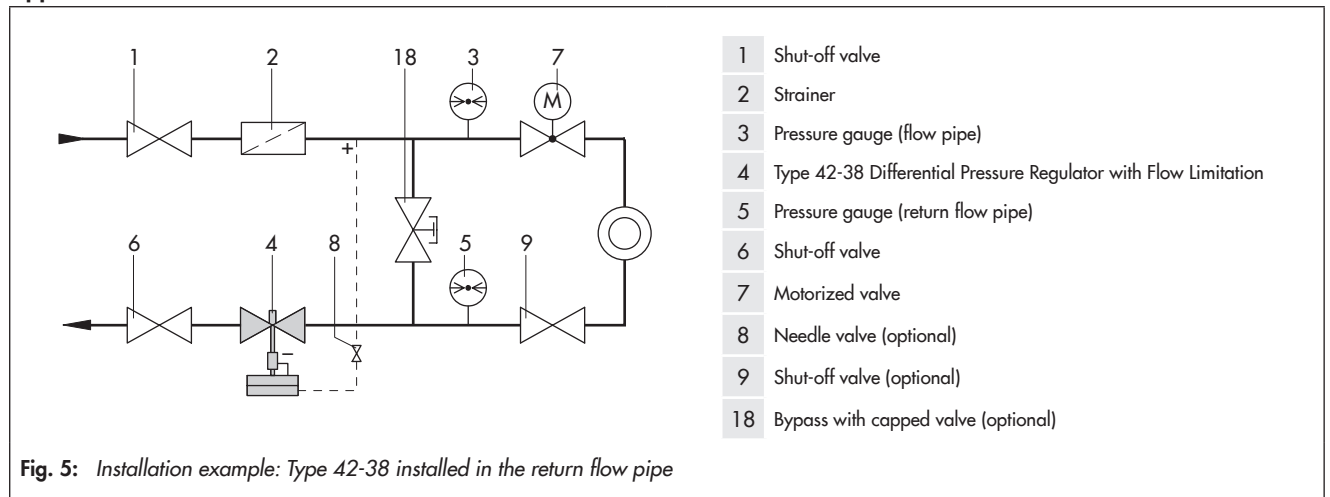 1 2 18 3 7
M
+
6 4 8 5 9
−
1 Shut-off valve
2 Strainer
3 Pressure gauge (flow pipe)
4 Type 42-38 Differential Pressure Regulator with Flow Limitation
5 Pressure gauge (return flow pipe)
6 Shut-off valve
7 Motorized valve
8 Needle valve (optional)
9 Shut-off valve (optional)
18 Bypass with capped valve (optional)
Fig. 5: Installation example: Type 42-38 installed in the return flow pipe